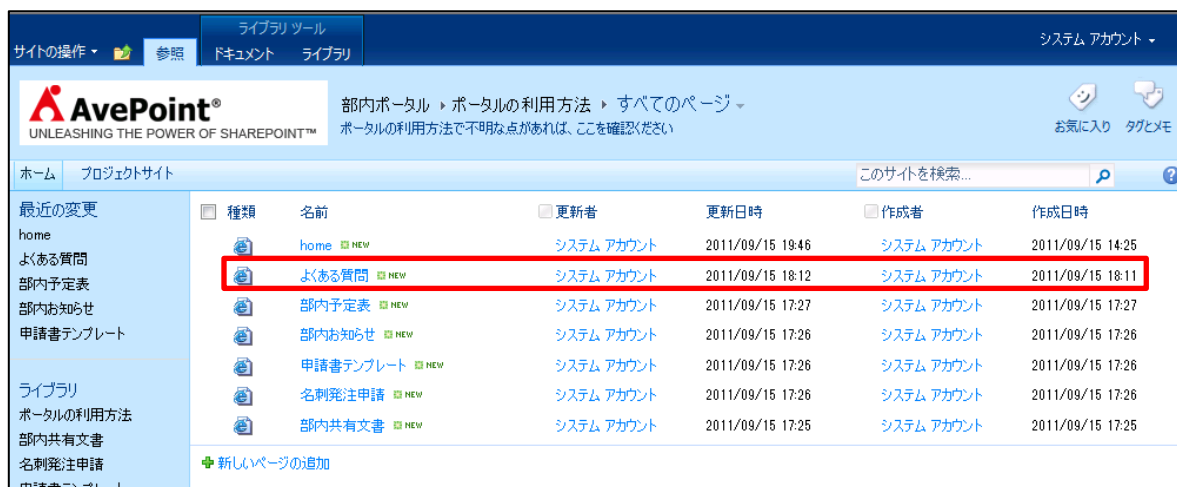 ライブラリ ツール
サイトの操作 参照 ドキュメント ライブラリ システム アカウント
AvePoint®
UNLEASHING THE POWER OF SHAREPOINT™
部内ポータル ▸ ポータルの利用方法 ▸ すべてのページ
ポータルの利用方法で不明な点があれば、ここを確認ください
お気に入り タグとメモ
ホーム プロジェクトサイト このサイトを検索...
最近の変更
home
よくある質問
部内予定表
部内お知らせ
申請書テンプレート
ライブラリ
ポータルの利用方法
部内共有文書
名刺発注申請
種類 名前 更新者 更新日時 作成者 作成日時
home NEW システム アカウント 2011/09/15 19:46 システム アカウント 2011/09/15 14:25
よくある質問 NEW システム アカウント 2011/09/15 18:12 システム アカウント 2011/09/15 18:11
部内予定表 NEW システム アカウント 2011/09/15 17:27 システム アカウント 2011/09/15 17:27
部内お知らせ NEW システム アカウント 2011/09/15 17:26 システム アカウント 2011/09/15 17:26
申請書テンプレート NEW システム アカウント 2011/09/15 17:26 システム アカウント 2011/09/15 17:26
名刺発注申請 NEW システム アカウント 2011/09/15 17:26 システム アカウント 2011/09/15 17:26
部内共有文書 NEW システム アカウント 2011/09/15 17:25 システム アカウント 2011/09/15 17:25
新しいページの追加